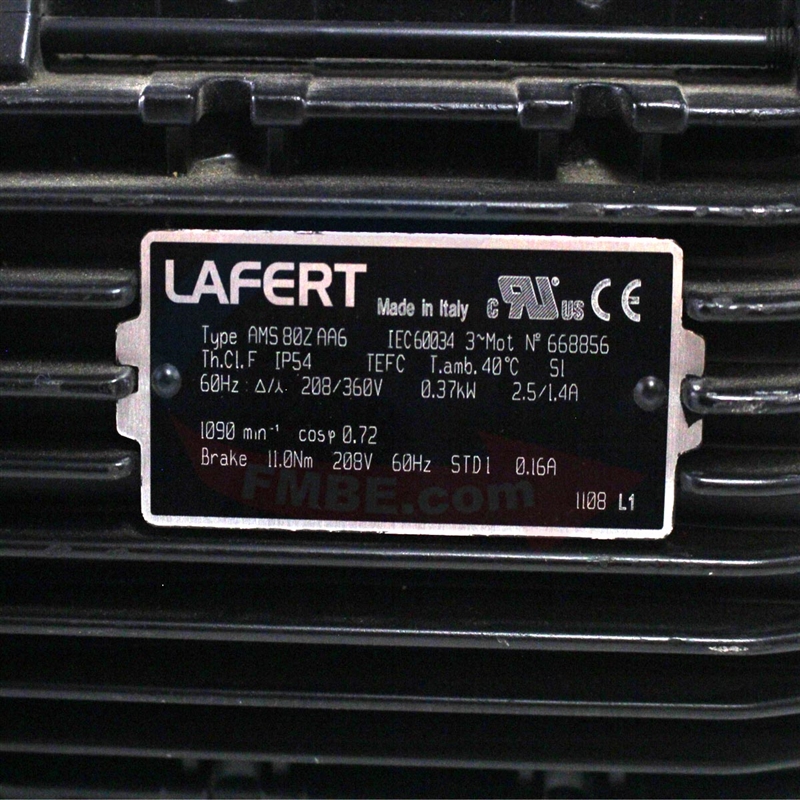 LAFERT
Made in Italy c RU US CE
Type AMS 80Z AA6 IEC60034 3~Mot Nº 668856
Th.Cl.F IP54 TEFC T.amb.40°C S1
60Hz : Δ/⅄ 208/360V 0.37kW 2.5/1.4A
1090 min⁻¹ cosφ 0.72
Brake 11.0Nm 208V 60Hz STD1 0.16A
FMBE.com
1108 L1